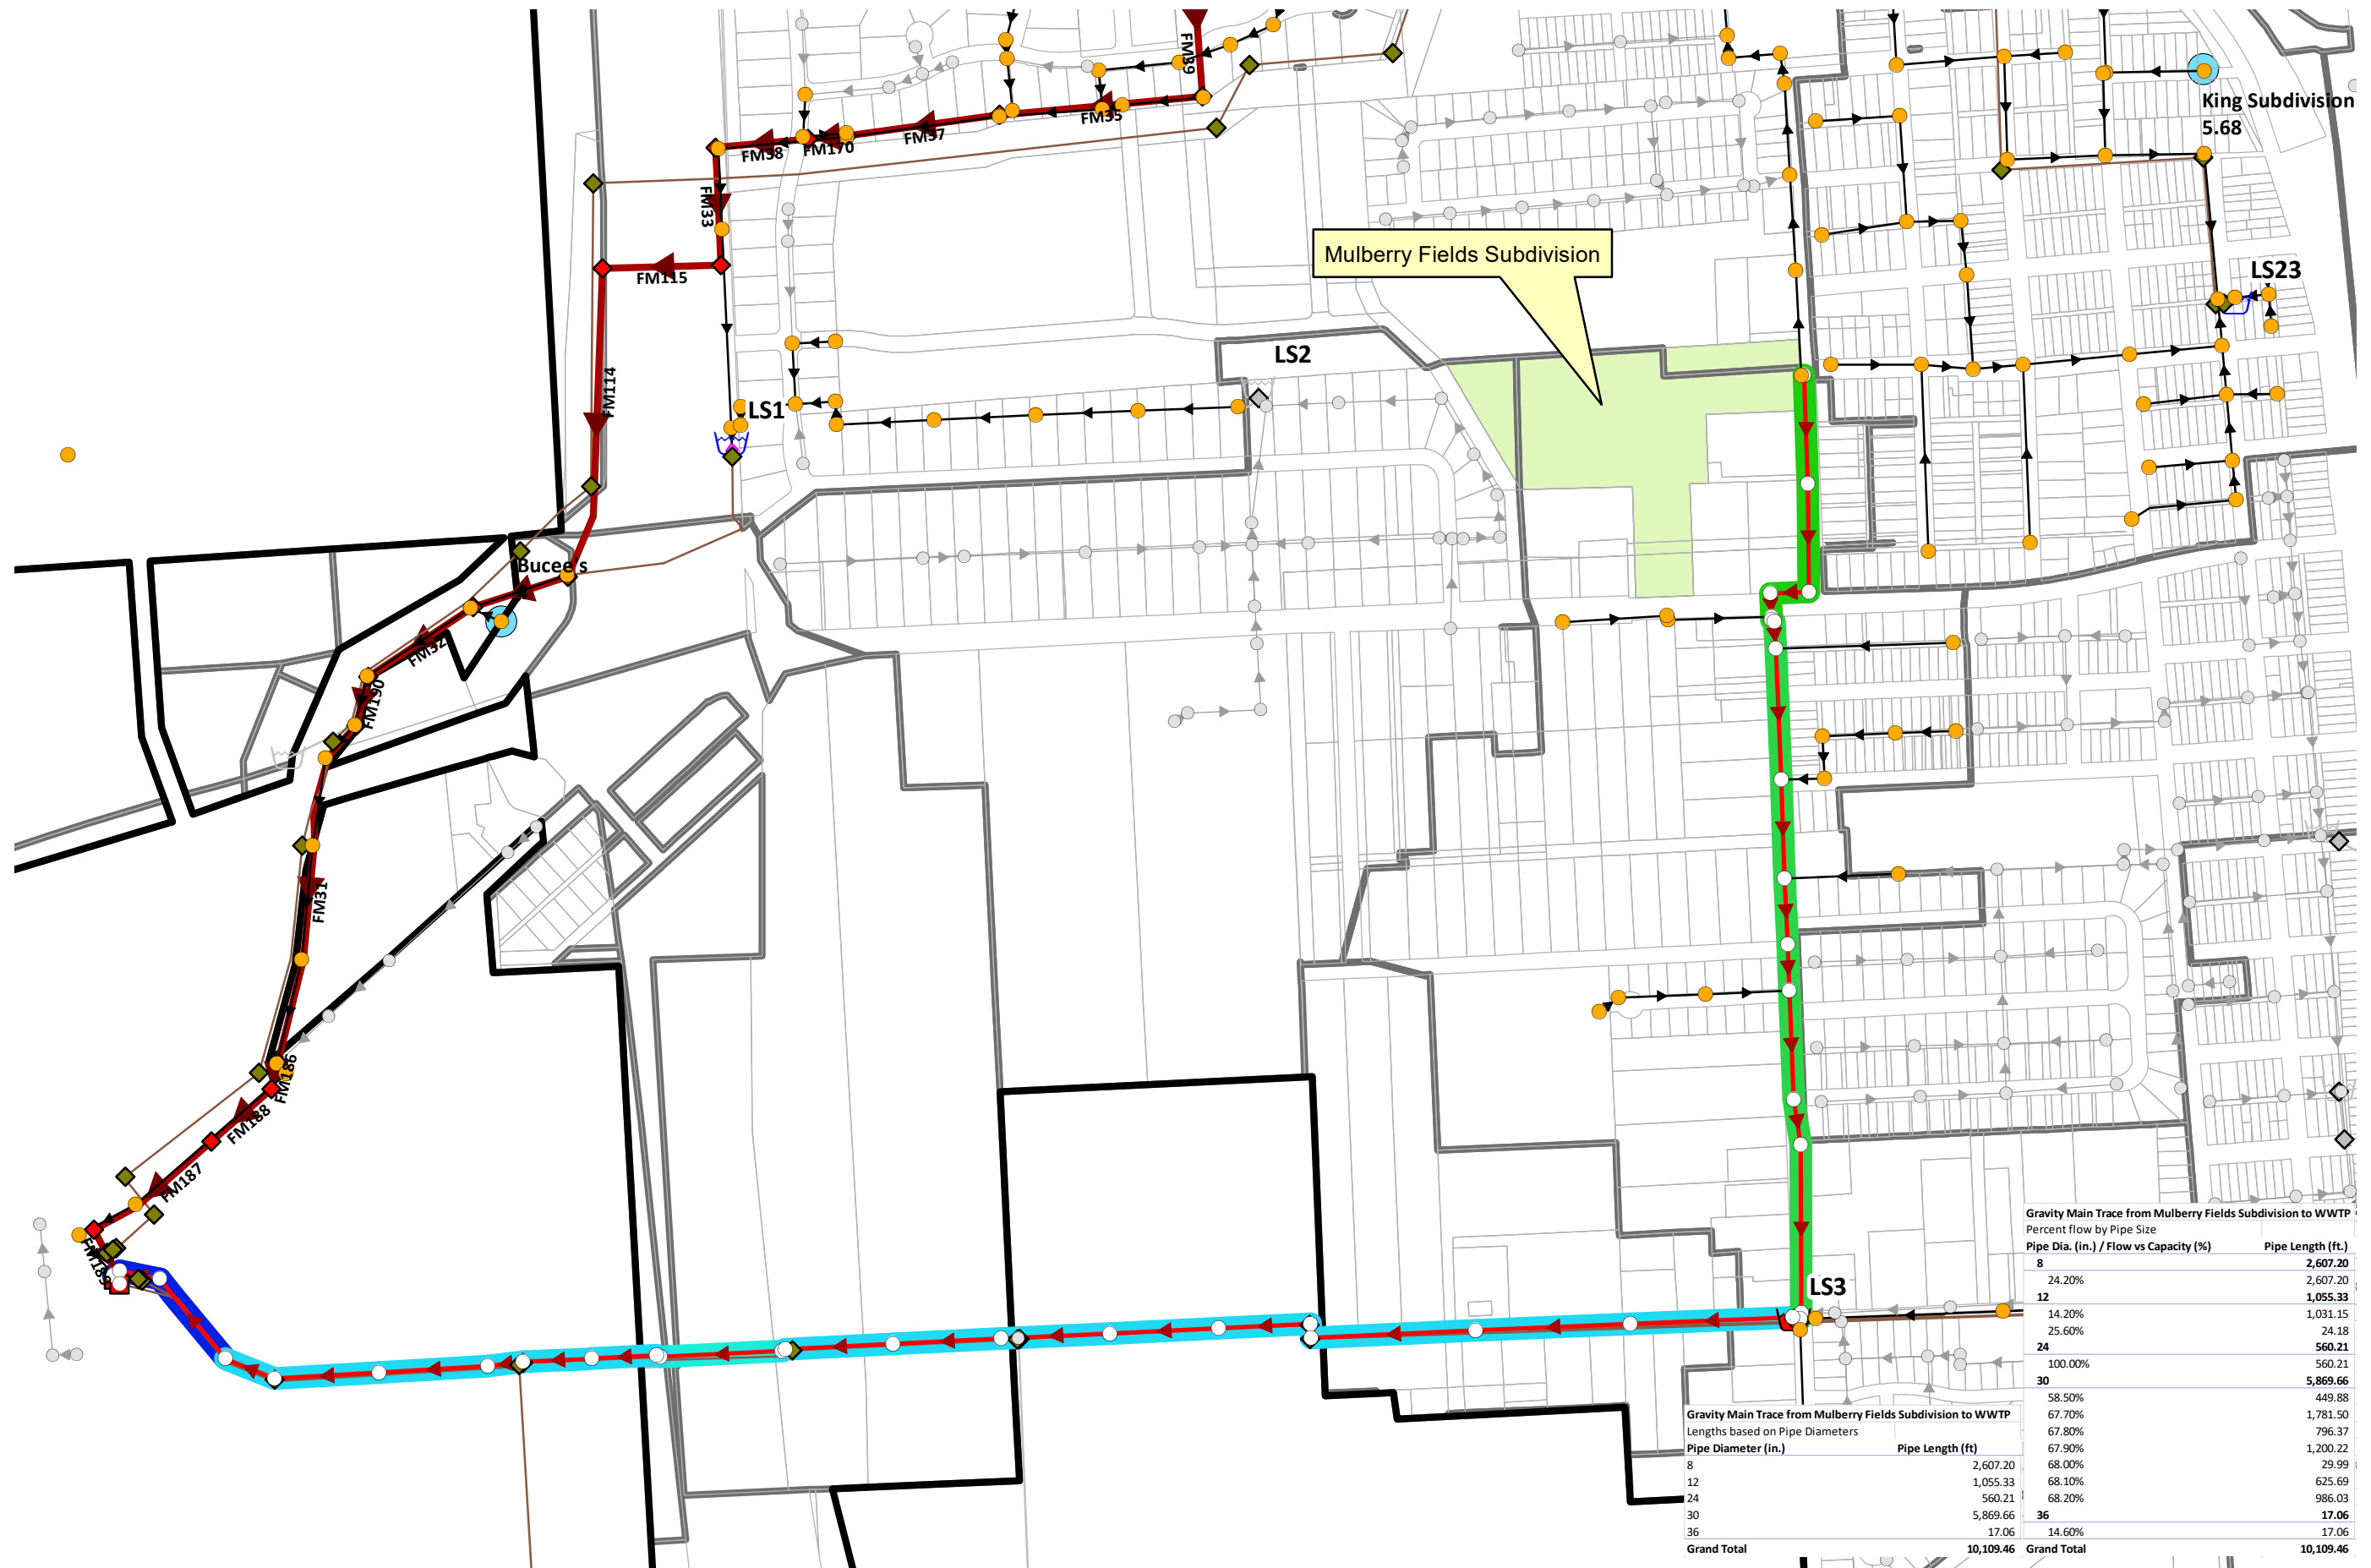 FM39
King Subdivision
5.68
FM35
FM37
FM170
FM38
FM33
Mulberry Fields Subdivision
FM115
LS23
LS2
FM114
LS1
Bucee's
FM32
FM190
FM31
FM186
FM188
FM187
FM189
LS3
Gravity Main Trace from Mulberry Fields Subdivision to WWTP
Percent flow by Pipe Size
Pipe Dia. (in.) / Flow vs Capacity (%) Pipe Length (ft.)
8 2,607.20
24.20% 2,607.20
12 1,055.33
14.20% 1,031.15
25.60% 24.18
24 560.21
100.00% 560.21
30 5,869.66
58.50% 449.88
67.70% 1,781.50
67.80% 796.37
67.90% 1,200.22
68.00% 29.99
68.10% 625.69
68.20% 986.03
36 17.06
14.60% 17.06
Grand Total 10,109.46
Gravity Main Trace from Mulberry Fields Subdivision to WWTP
Lengths based on Pipe Diameters
Pipe Diameter (in.) Pipe Length (ft)
8 2,607.20
12 1,055.33
24 560.21
30 5,869.66
36 17.06
Grand Total 10,109.46